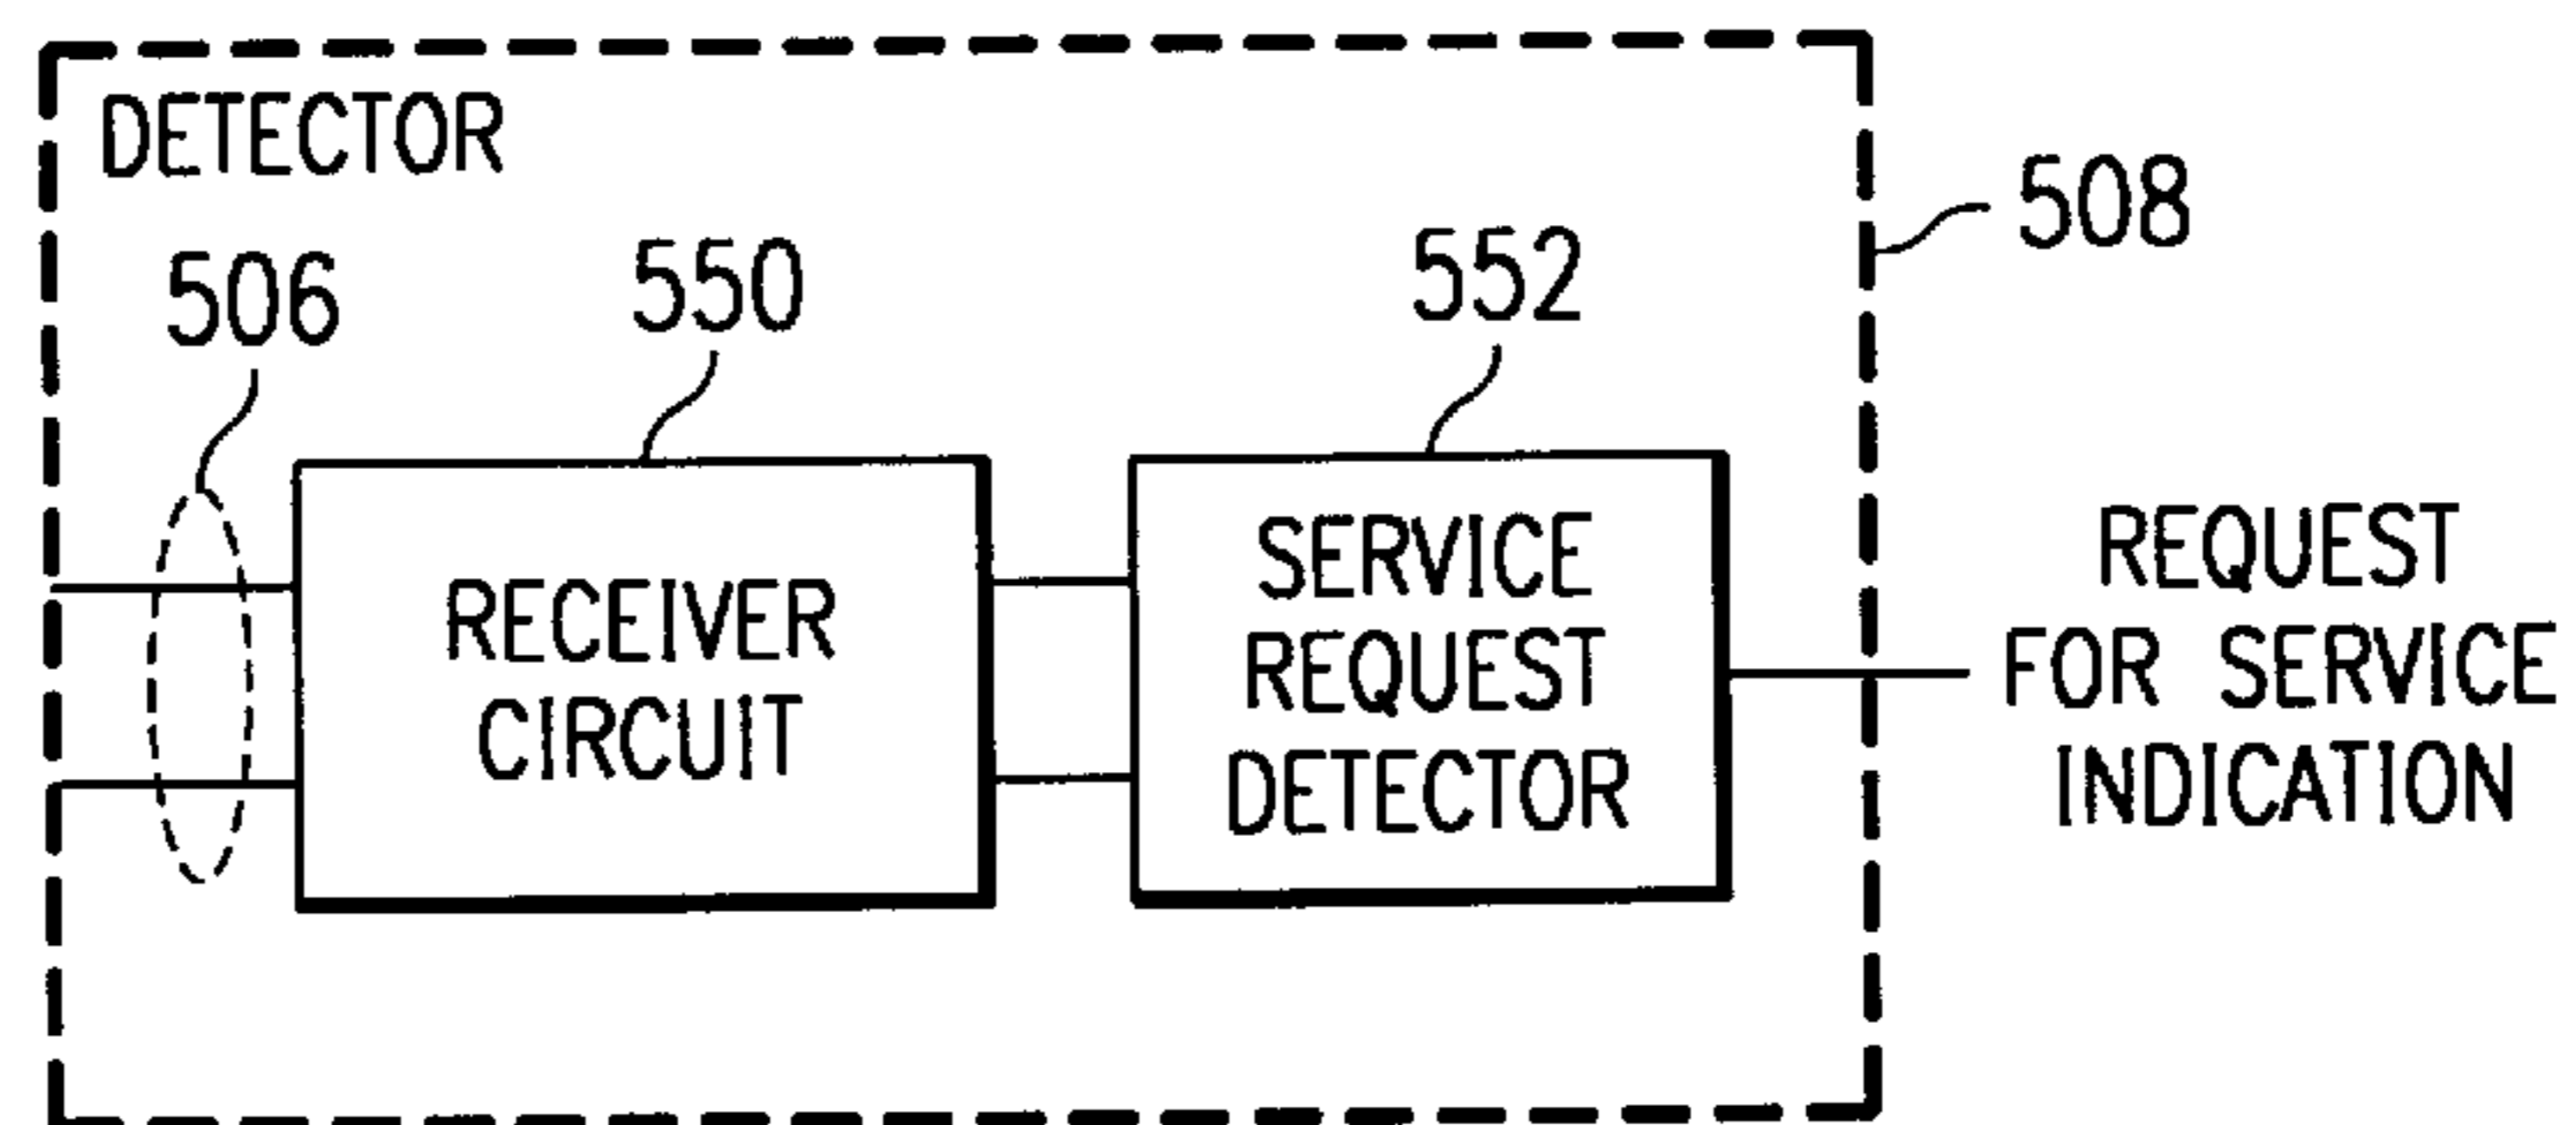 DETECTOR
508
506
550
552
RECEIVER
CIRCUIT
SERVICE
REQUEST
DETECTOR
REQUEST
FOR SERVICE
INDICATION